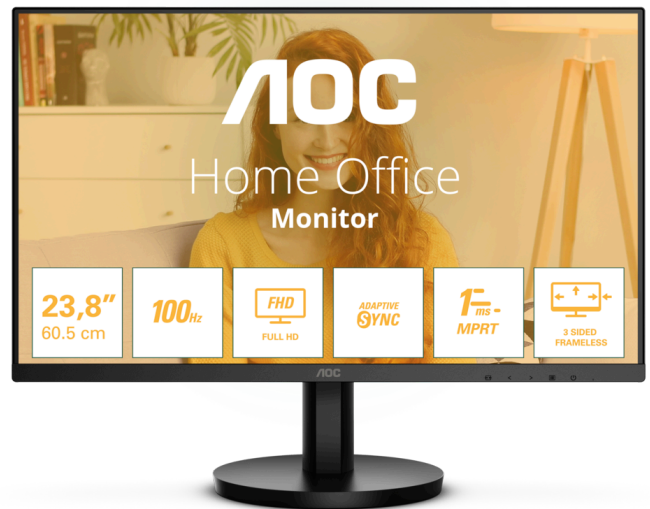 AOC
Home Office
Monitor
23,8"
60.5 cm
100Hz
FHD
FULL HD
ADAPTIVE
SYNC
1ms
MPRT
3 SIDED
FRAMELESS
AOC